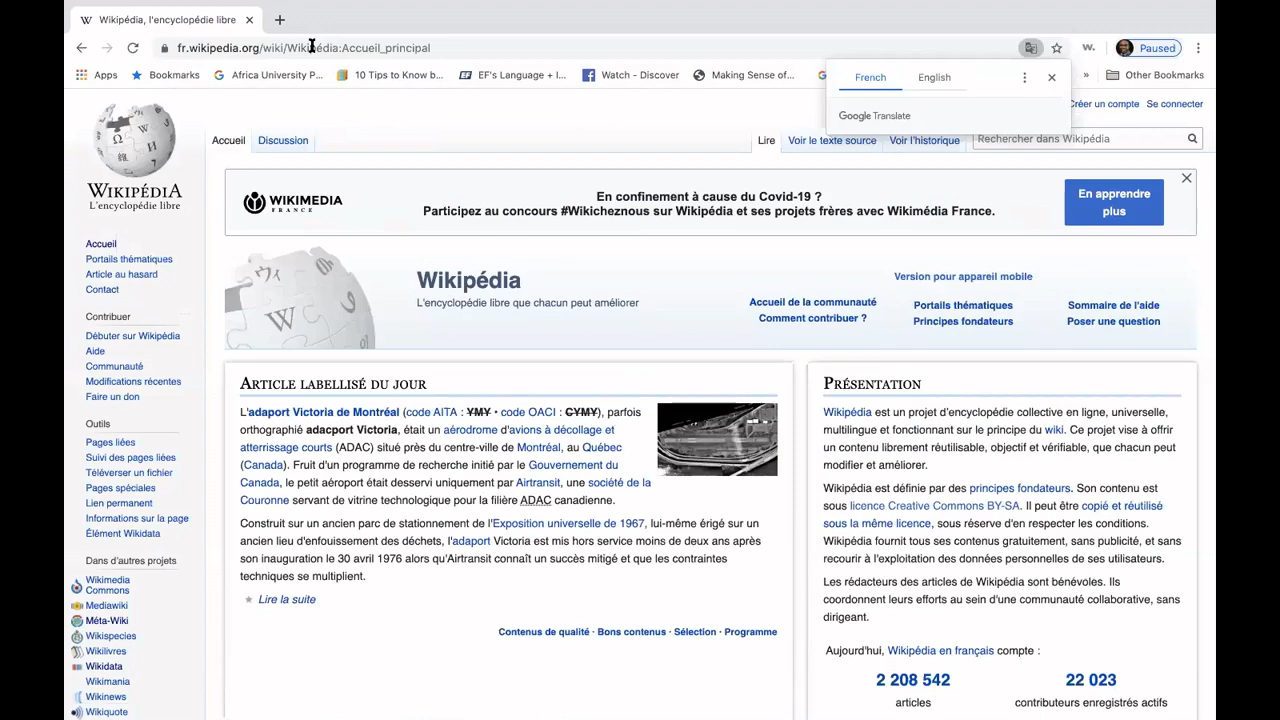 Wikipédia, l'encyclopédie libre
fr.wikipedia.org/wiki/Wikipédia:Accueil_principal
Paused
Apps
Bookmarks
Africa University P...
10 Tips to Know b...
EF's Language + I...
Watch - Discover
Making Sense of...
»
Other Bookmarks
French
English
Google Translate
Créer un compte
Se connecter
Accueil
Discussion
Lire
Voir le texte source
Voir l'historique
Rechercher dans Wikipédia
WIKIPÉDIA
L'encyclopédie libre
WIKIMEDIA
FRANCE
En confinement à cause du Covid-19 ?
Participez au concours #Wikicheznous sur Wikipédia et ses projets frères avec Wikimédia France.
En apprendre
plus
Accueil
Portails thématiques
Article au hasard
Contact
Contribuer
Débuter sur Wikipédia
Aide
Communauté
Modifications récentes
Faire un don
Outils
Pages liées
Suivi des pages liées
Téléverser un fichier
Pages spéciales
Lien permanent
Informations sur la page
Élément Wikidata
Dans d'autres projets
Wikimedia
Commons
Mediawiki
Méta-Wiki
Wikispecies
Wikilivres
Wikidata
Wikimania
Wikinews
Wikiquote
Wikipédia
L'encyclopédie libre que chacun peut améliorer
Version pour appareil mobile
Accueil de la communauté
Comment contribuer ?
Portails thématiques
Principes fondateurs
Sommaire de l'aide
Poser une question
Article labellisé du jour
L'adaport Victoria de Montréal (code AITA : YMY • code OACI : CYMY), parfois
orthographié adacport Victoria, était un aérodrome d'avions à décollage et
atterrissage courts (ADAC) situé près du centre-ville de Montréal, au Québec
(Canada). Fruit d'un programme de recherche initié par le Gouvernement du
Canada, le petit aéroport était desservi uniquement par Airtransit, une société de la
Couronne servant de vitrine technologique pour la filière ADAC canadienne.
Construit sur un ancien parc de stationnement de l'Exposition universelle de 1967, lui-même érigé sur un
ancien lieu d'enfouissement des déchets, l'adaport Victoria est mis hors service moins de deux ans après
son inauguration le 30 avril 1976 alors qu'Airtransit connaît un succès mitigé et que les contraintes
techniques se multiplient.
Lire la suite
Contenus de qualité · Bons contenus · Sélection · Programme
Présentation
Wikipédia est un projet d'encyclopédie collective en ligne, universelle,
multilingue et fonctionnant sur le principe du wiki. Ce projet vise à offrir
un contenu librement réutilisable, objectif et vérifiable, que chacun peut
modifier et améliorer.
Wikipédia est définie par des principes fondateurs. Son contenu est
sous licence Creative Commons BY-SA. Il peut être copié et réutilisé
sous la même licence, sous réserve d'en respecter les conditions.
Wikipédia fournit tous ses contenus gratuitement, sans publicité, et sans
recourir à l'exploitation des données personnelles de ses utilisateurs.
Les rédacteurs des articles de Wikipédia sont bénévoles. Ils
coordonnent leurs efforts au sein d'une communauté collaborative, sans
dirigeant.
Aujourd'hui, Wikipédia en français compte :
2 208 542
articles
22 023
contributeurs enregistrés actifs